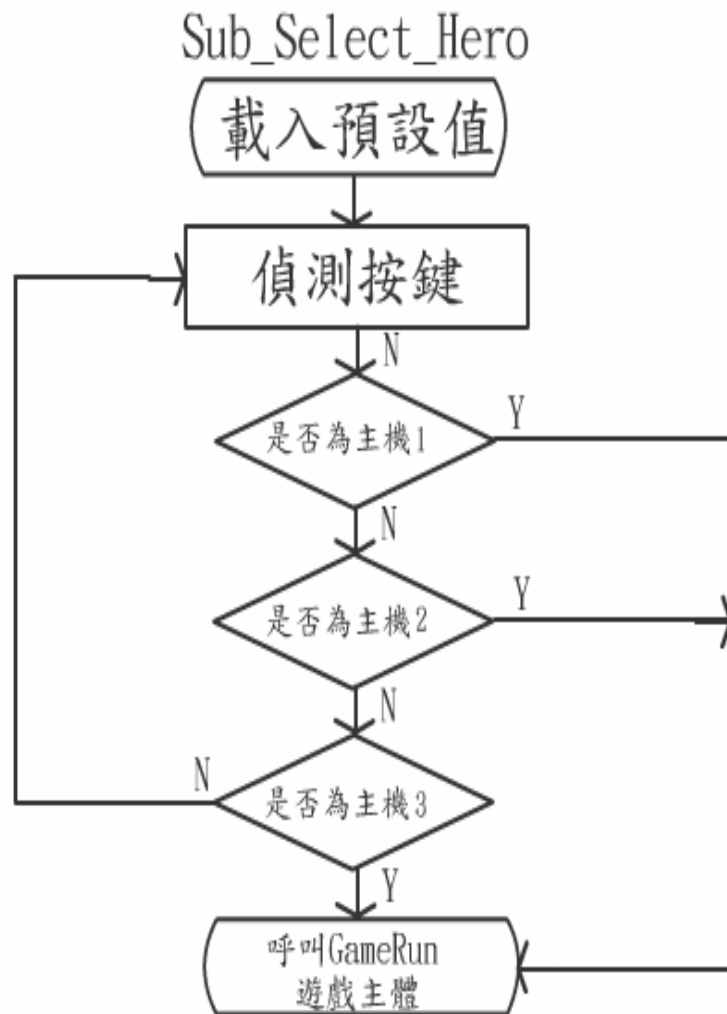 Sub_Select_Hero
載入預設值
偵測按鍵
N
是否為主機1
Y
N
是否為主機2
Y
N
是否為主機3
N
Y
呼叫GameRun
遊戲主體